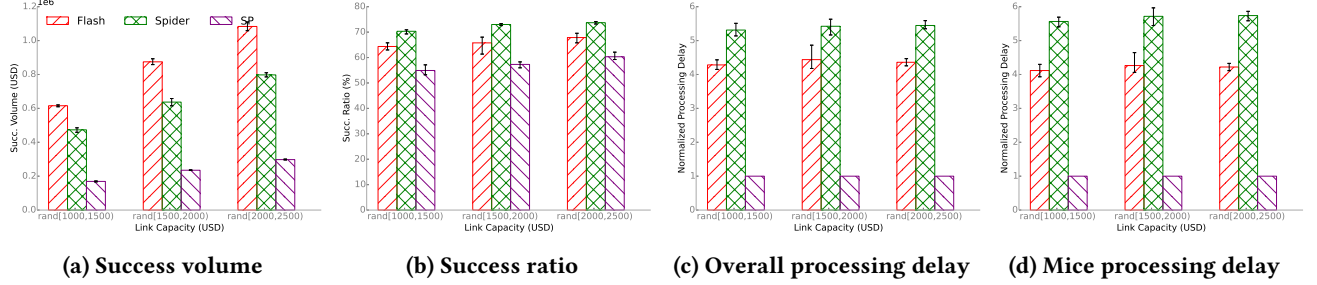 1e6
1.2
1.0
0.8
0.6
0.4
0.2
0.0
Succ. Volume (USD)
Flash Spider SP
rand[1000,1500) rand[1500,2000) rand[2000,2500)
Link Capacity (USD)
(a) Success volume
80
70
60
50
40
30
20
10
0
Succ. Ratio (%)
rand[1000,1500) rand[1500,2000) rand[2000,2500)
Link Capacity (USD)
(b) Success ratio
6
5
4
3
2
1
0
Normalized Processing Delay
rand[1000,1500) rand[1500,2000) rand[2000,2500)
Link Capacity (USD)
(c) Overall processing delay
6
5
4
3
2
1
0
Normalized Processing Delay
rand[1000,1500) rand[1500,2000) rand[2000,2500)
Link Capacity (USD)
(d) Mice processing delay